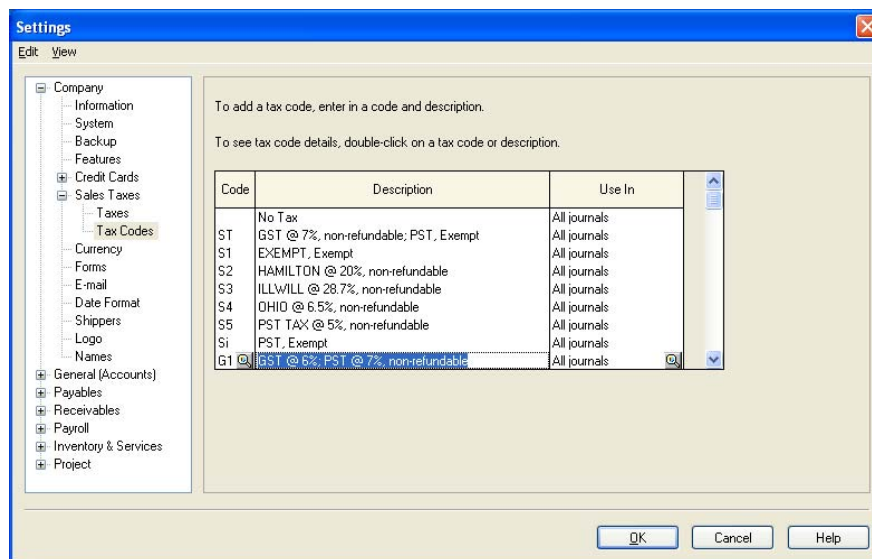 Settings
Edit View
Company
Information
System
Backup
Features
Credit Cards
Sales Taxes
Taxes
Tax Codes
Currency
Forms
E-mail
Date Format
Shippers
Logo
Names
General (Accounts)
Payables
Receivables
Payroll
Inventory & Services
Project
To add a tax code, enter in a code and description.
To see tax code details, double-click on a tax code or description.
Code Description Use In
No Tax All journals
ST GST @ 7%, non-refundable; PST, Exempt All journals
S1 EXEMPT, Exempt All journals
S2 HAMILTON @ 20%, non-refundable All journals
S3 ILLWILL @ 28.7%, non-refundable All journals
S4 OHIO @ 6.5%, non-refundable All journals
S5 PST TAX @ 5%, non-refundable All journals
Si PST, Exempt All journals
G1 GST @ 6%; PST @ 7%, non-refundable All journals
OK Cancel Help